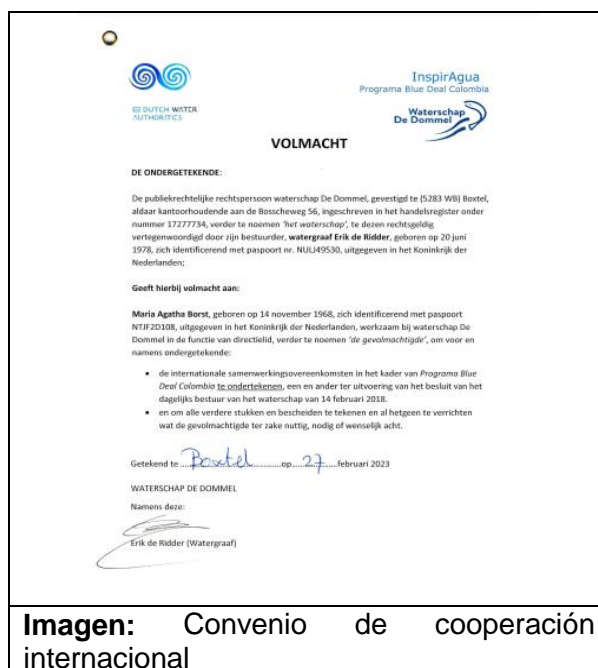 InspirAgua
Programa Blue Deal Colombia
DUTCH WATER
AUTHORITIES
Waterschap
De Dommel
VOLMACHT
DE ONDERGETEKENDE:
De publiekrechtelijke rechtspersoon waterschap De Dommel, gevestigd te (5283 WB) Boxtel,
aldaar kantoorhoudende aan de Bosscheweg 56, ingeschreven in het handelsregister onder
nummer 17277734, verder te noemen 'het waterschap', te dezen rechtsgeldig
vertegenwoordigd door zijn bestuurder, watergraaf Erik de Ridder, geboren op 20 juni
1978, zich identificerend met paspoort nr. NULJ49530, uitgegeven in het Koninkrijk der
Nederlanden;
Geeft hierbij volmacht aan:
Maria Agatha Borst, geboren op 14 november 1968, zich identificerend met paspoort
NTJF2D108, uitgegeven in het Koninkrijk der Nederlanden, werkzaam bij waterschap De
Dommel in de functie van directielid, verder te noemen 'de gevolmachtigde', om voor en
namens ondergetekende:
• de internationale samenwerkingsovereenkomsten in het kader van Programa Blue
Deal Colombia te ondertekenen, een en ander ter uitvoering van het besluit van het
dagelijks bestuur van het waterschap van 14 februari 2018.
• en om alle verdere stukken en bescheiden te tekenen en al hetgeen te verrichten
wat de gevolmachtigde ter zake nuttig, nodig of wenselijk acht.
Getekend te Boxtel op 27 februari 2023
WATERSCHAP DE DOMMEL
Namens deze:
Erik de Ridder (Watergraaf)
Imagen: Convenio de cooperación
internacional